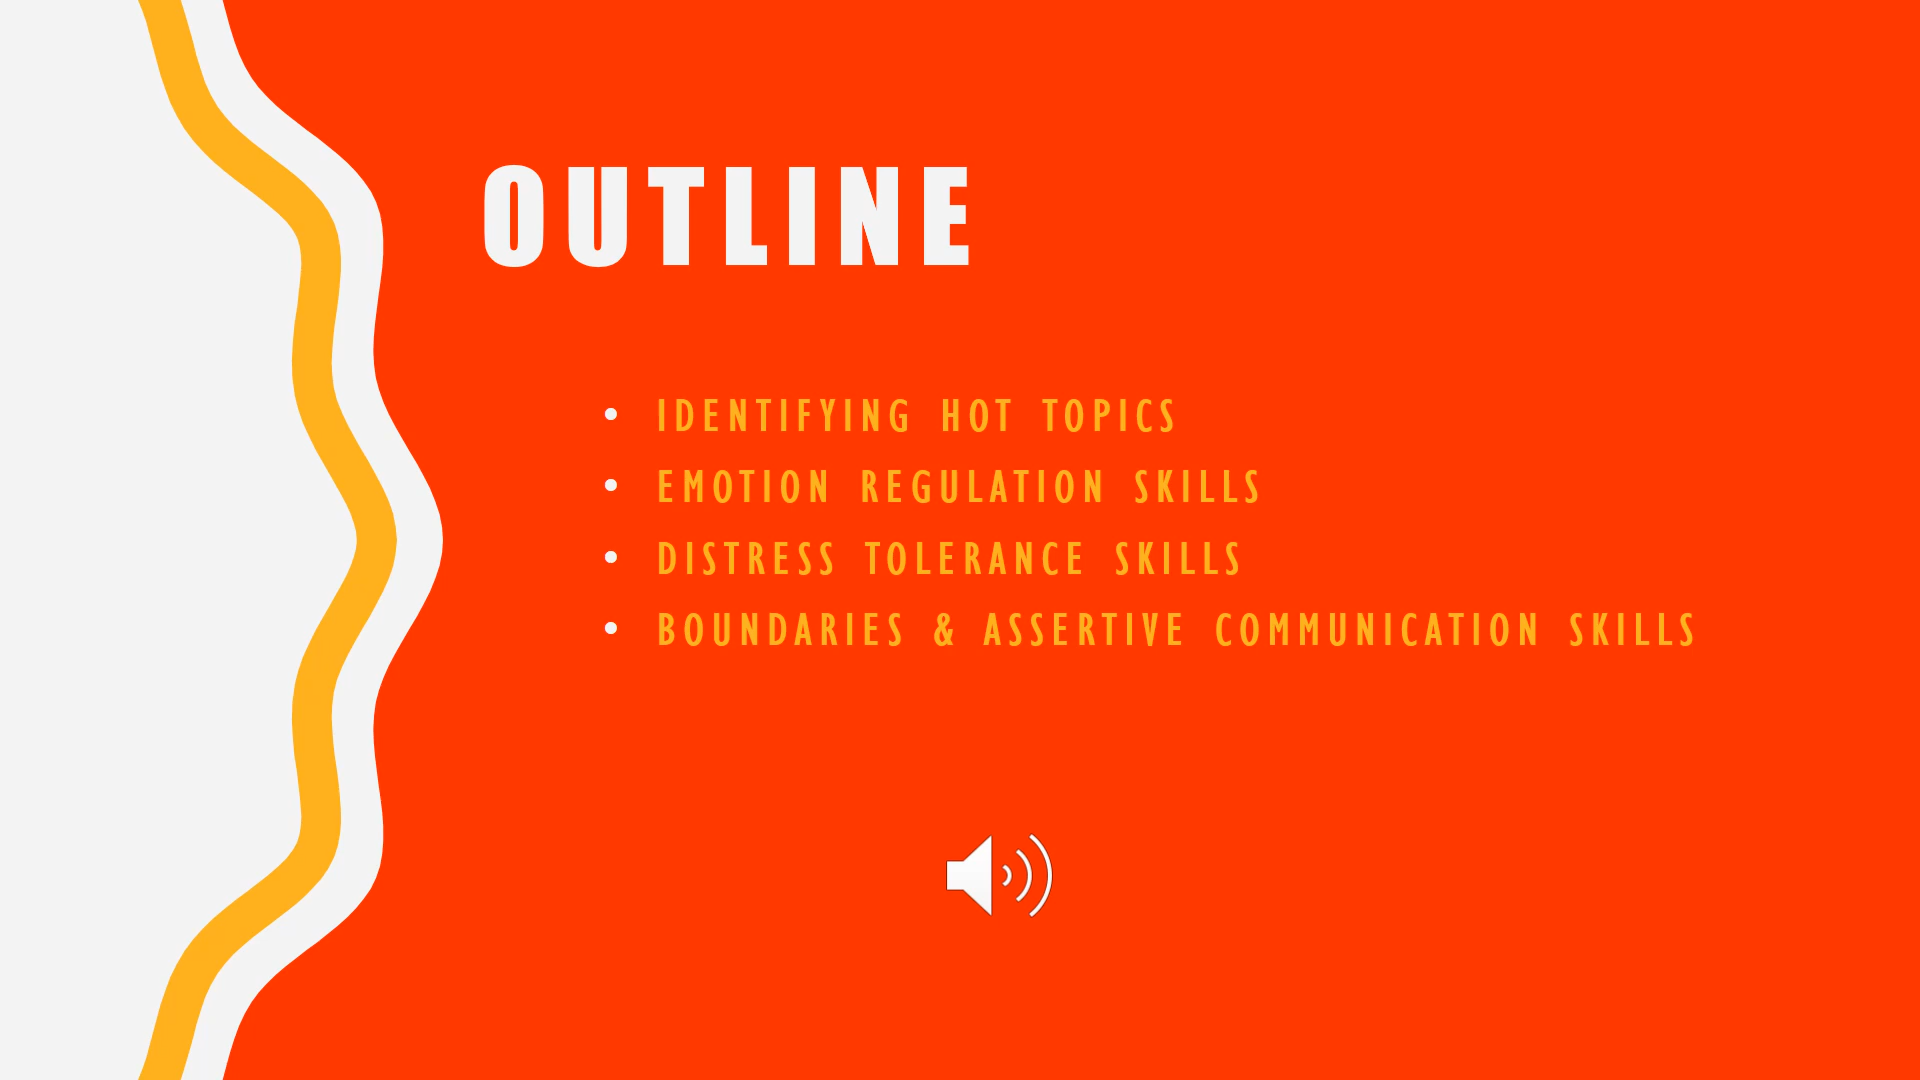 OUTLINE
• IDENTIFYING HOT TOPICS
• EMOTION REGULATION SKILLS
• DISTRESS TOLERANCE SKILLS
• BOUNDARIES & ASSERTIVE COMMUNICATION SKILLS